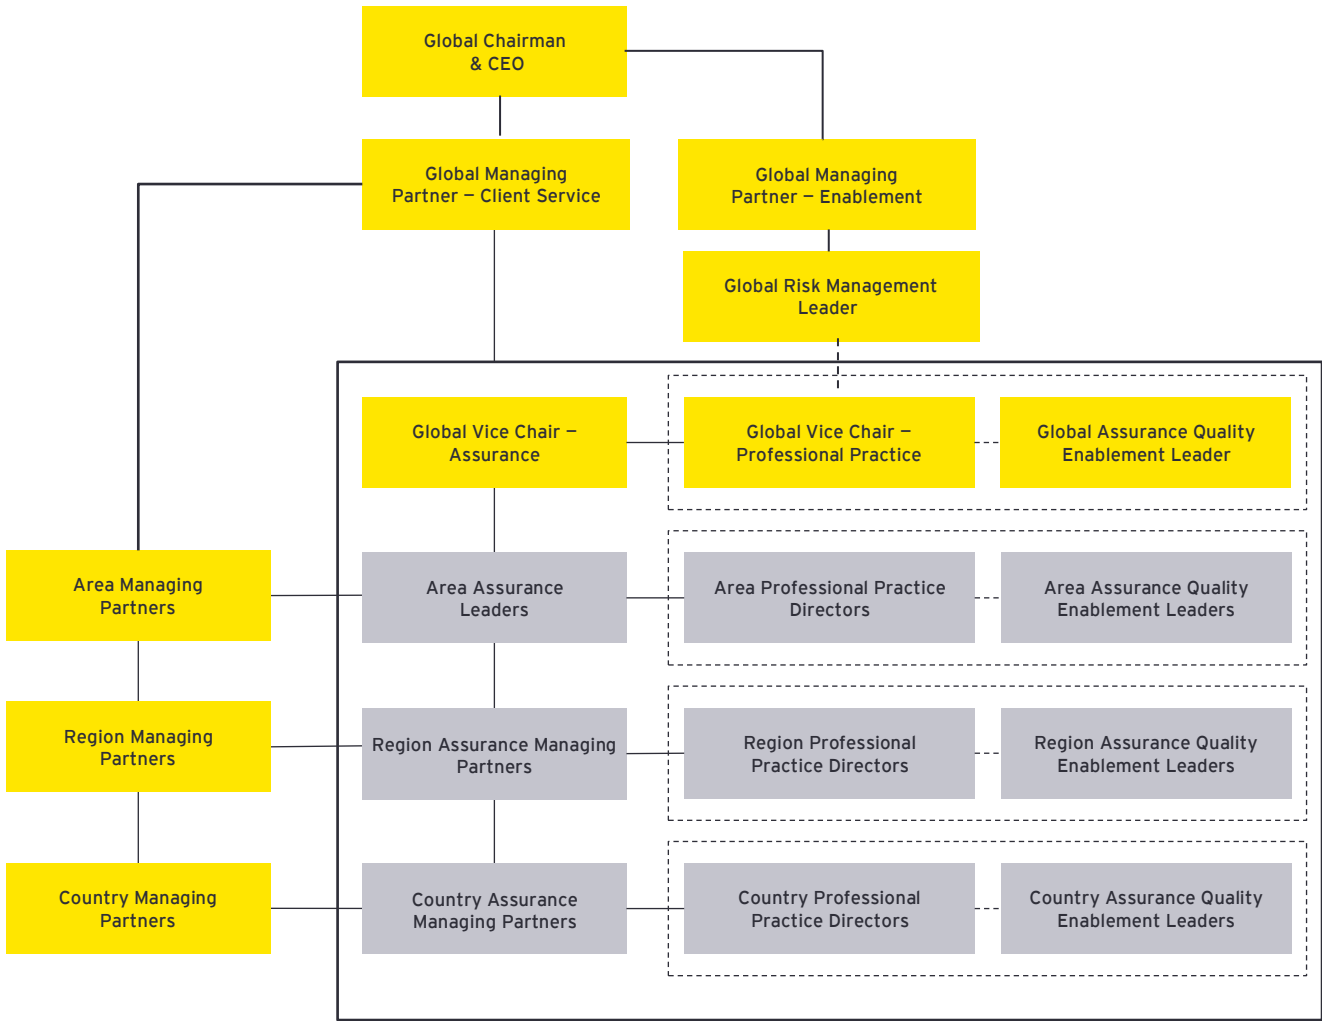 Global Chairman
& CEO
Global Managing
Partner – Client Service
Global Managing
Partner – Enablement
Global Risk Management
Leader
Global Vice Chair –
Assurance
Global Vice Chair –
Professional Practice
Global Assurance Quality
Enablement Leader
Area Managing
Partners
Area Assurance
Leaders
Area Professional Practice
Directors
Area Assurance Quality
Enablement Leaders
Region Managing
Partners
Region Assurance Managing
Partners
Region Professional
Practice Directors
Region Assurance Quality
Enablement Leaders
Country Managing
Partners
Country Assurance
Managing Partners
Country Professional
Practice Directors
Country Assurance Quality
Enablement Leaders